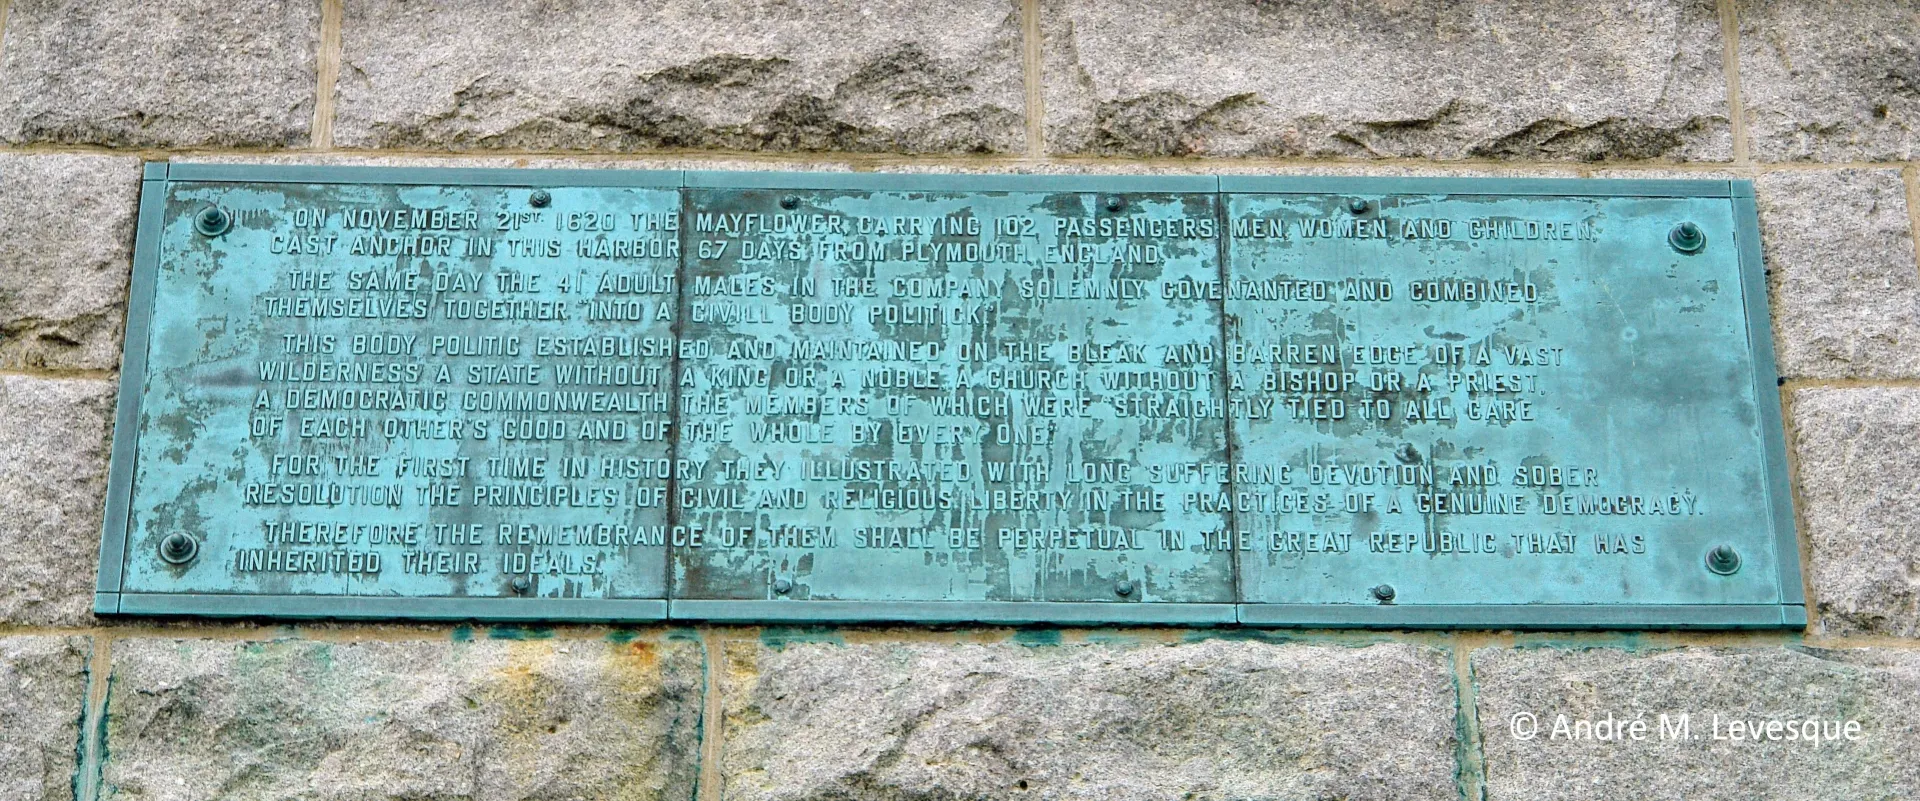 ON NOVEMBER 21ST. 1620 THE MAYFLOWER, CARRYING 102 PASSENGERS, MEN, WOMEN, AND CHILDREN,
CAST ANCHOR IN THIS HARBOR 67 DAYS FROM PLYMOUTH, ENGLAND.
THE SAME DAY THE 41 ADULT MALES IN THE COMPANY SOLEMNLY COVENANTED AND COMBINED
THEMSELVES TOGETHER "INTO A CIVILL BODY POLITICK."
THIS BODY POLITIC ESTABLISHED AND MAINTAINED ON THE BLEAK AND BARREN EDGE OF A VAST
WILDERNESS A STATE WITHOUT A KING OR A NOBLE, A CHURCH WITHOUT A BISHOP OR A PRIEST,
A DEMOCRATIC COMMONWEALTH THE MEMBERS OF WHICH WERE "STRAIGHTLY TIED TO ALL CARE
OF EACH OTHER'S GOOD AND OF THE WHOLE BY EVERY ONE."
FOR THE FIRST TIME IN HISTORY THEY ILLUSTRATED WITH LONG SUFFERING DEVOTION AND SOBER
RESOLUTION THE PRINCIPLES OF CIVIL AND RELIGIOUS LIBERTY IN THE PRACTICES OF A GENUINE DEMOCRACY.
THEREFORE THE REMEMBRANCE OF THEM SHALL BE PERPETUAL IN THE GREAT REPUBLIC THAT HAS
INHERITED THEIR IDEALS.
© André M. Levesque